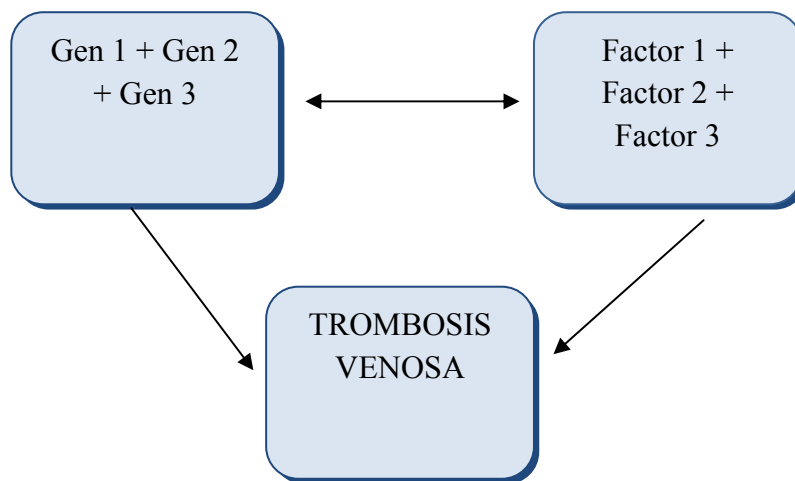 Gen 1 + Gen 2
+ Gen 3
Factor 1 +
Factor 2 +
Factor 3
TROMBOSIS
VENOSA